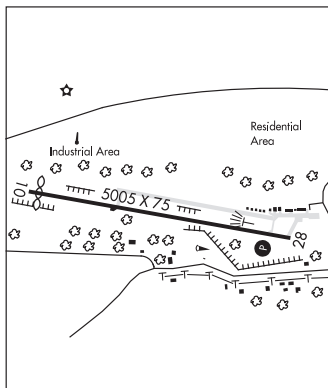 Industrial Area
Residential
Area
10
5005 X 75
28
P